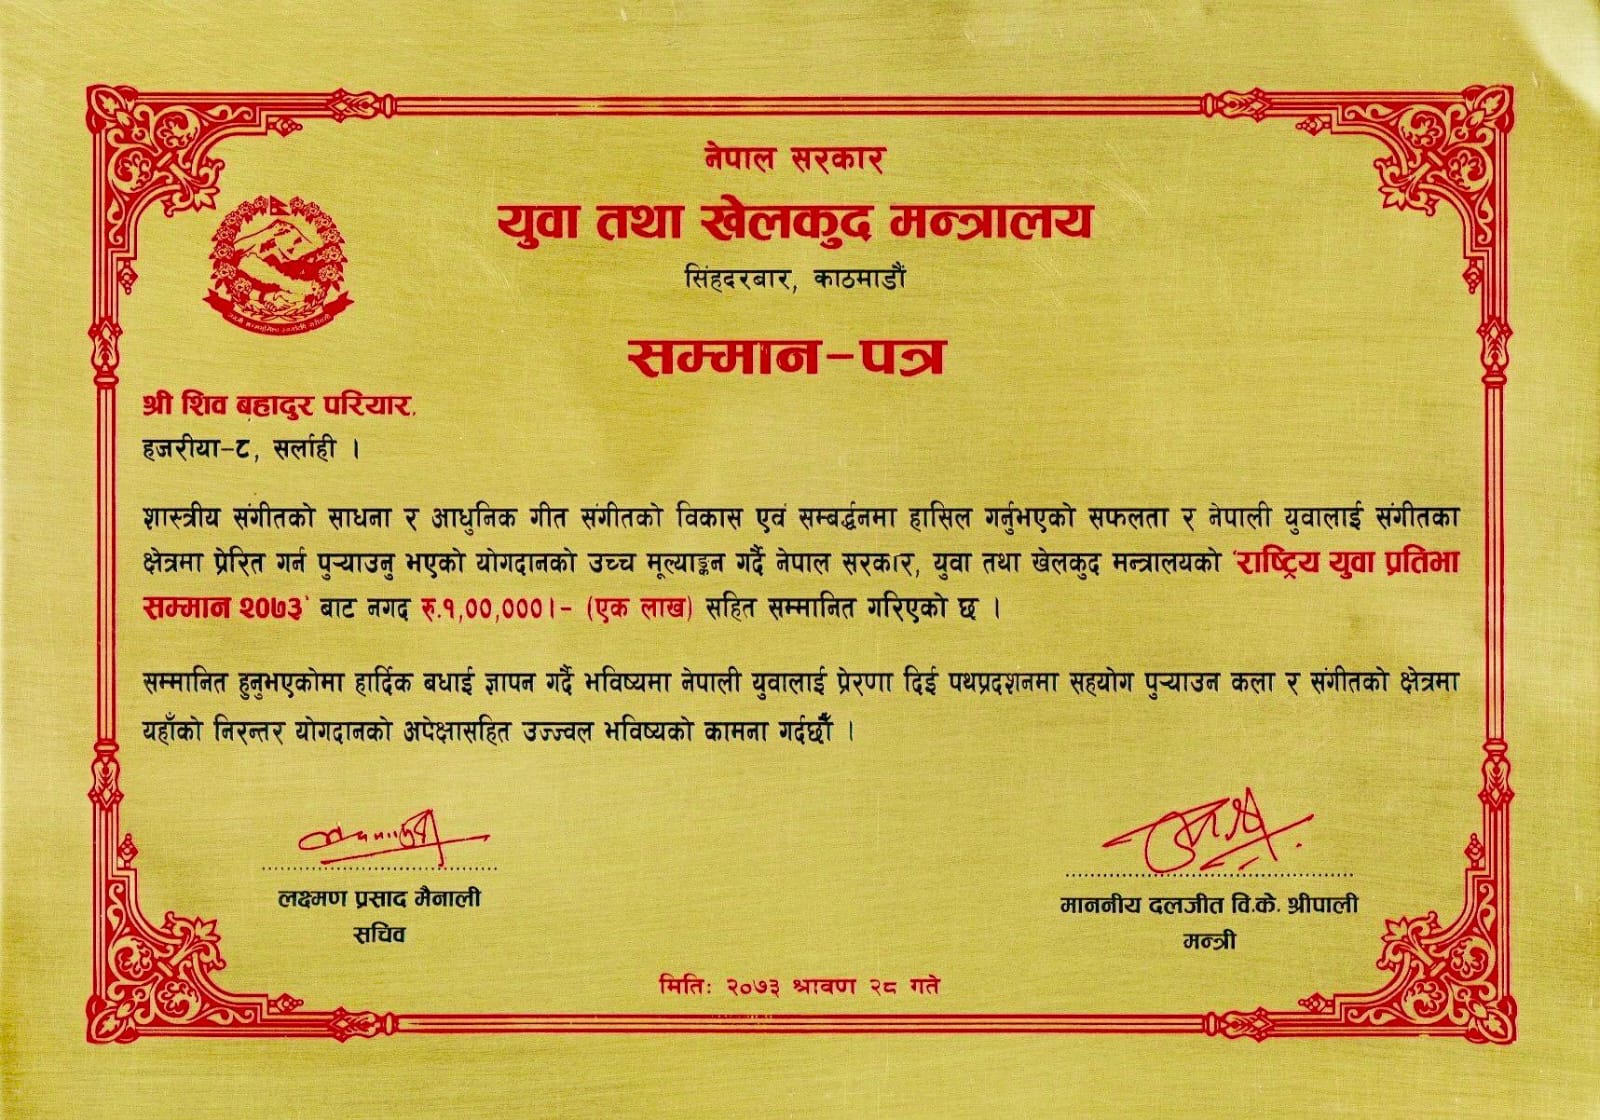 नेपाल सरकार
युवा तथा खेलकुद मन्त्रालय
सिंहदरबार, काठमाडौं
सम्मान-पत्र
श्री शिव बहादुर परियार,
हजरीया-८, सर्लाही ।
शास्त्रीय संगीतको साधना र आधुनिक गीत संगीतको विकास एवं सम्बर्द्धनमा हासिल गर्नुभएको सफलता र नेपाली युवालाई संगीतका
क्षेत्रमा प्रेरित गर्न पुऱ्याउनु भएको योगदानको उच्च मूल्याङ्कन गर्दै नेपाल सरकार, युवा तथा खेलकुद मन्त्रालयको 'राष्ट्रिय युवा प्रतिभा
सम्मान २०७३' बाट नगद रु.१,००,०००।- (एक लाख) सहित सम्मानित गरिएको छ ।
सम्मानित हुनुभएकोमा हार्दिक बधाई ज्ञापन गर्दै भविष्यमा नेपाली युवालाई प्रेरणा दिई पथप्रदशनमा सहयोग पुऱ्याउन कला र संगीतको क्षेत्रमा
यहाँको निरन्तर योगदानको अपेक्षासहित उज्ज्वल भविष्यको कामना गर्दछौं ।
लक्ष्मण प्रसाद मैनाली
सचिव
माननीय दलजीत वि.के. श्रीपाली
मन्त्री
मितिः २०७३ श्रावण २८ गते